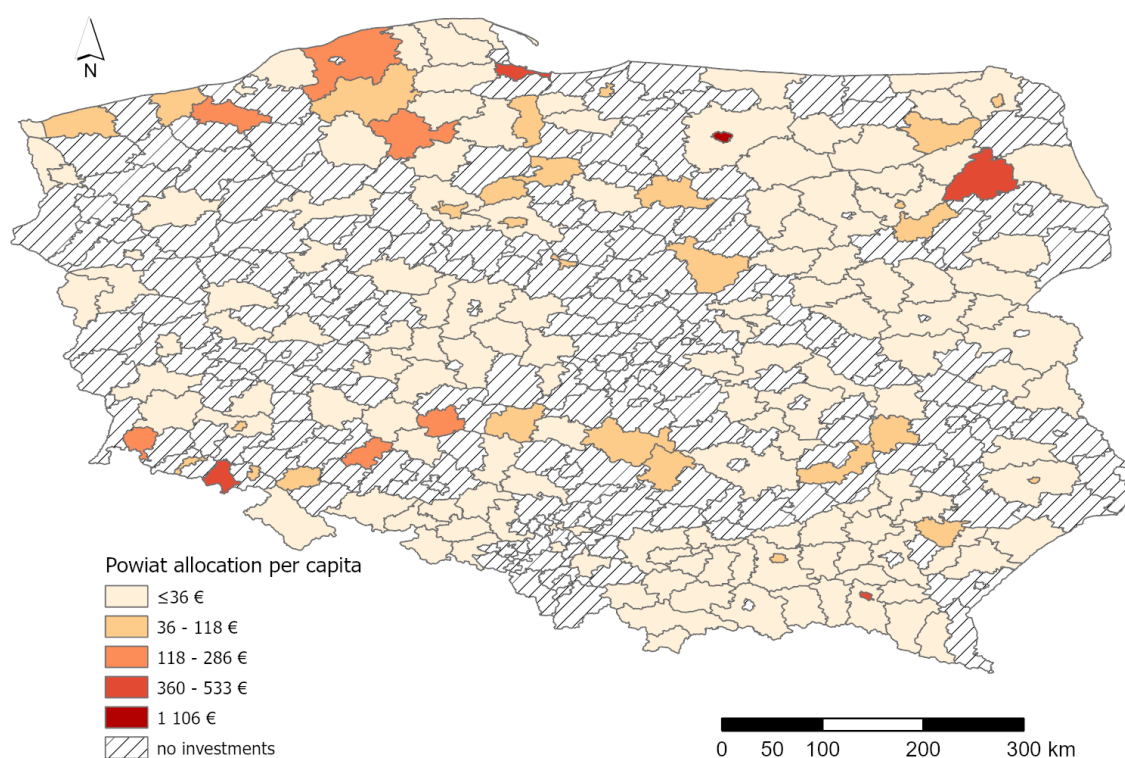 N
Powiat allocation per capita
≤36 €
36 - 118 €
118 - 286 €
360 - 533 €
1 106 €
no investments
0 50 100 200 300 km